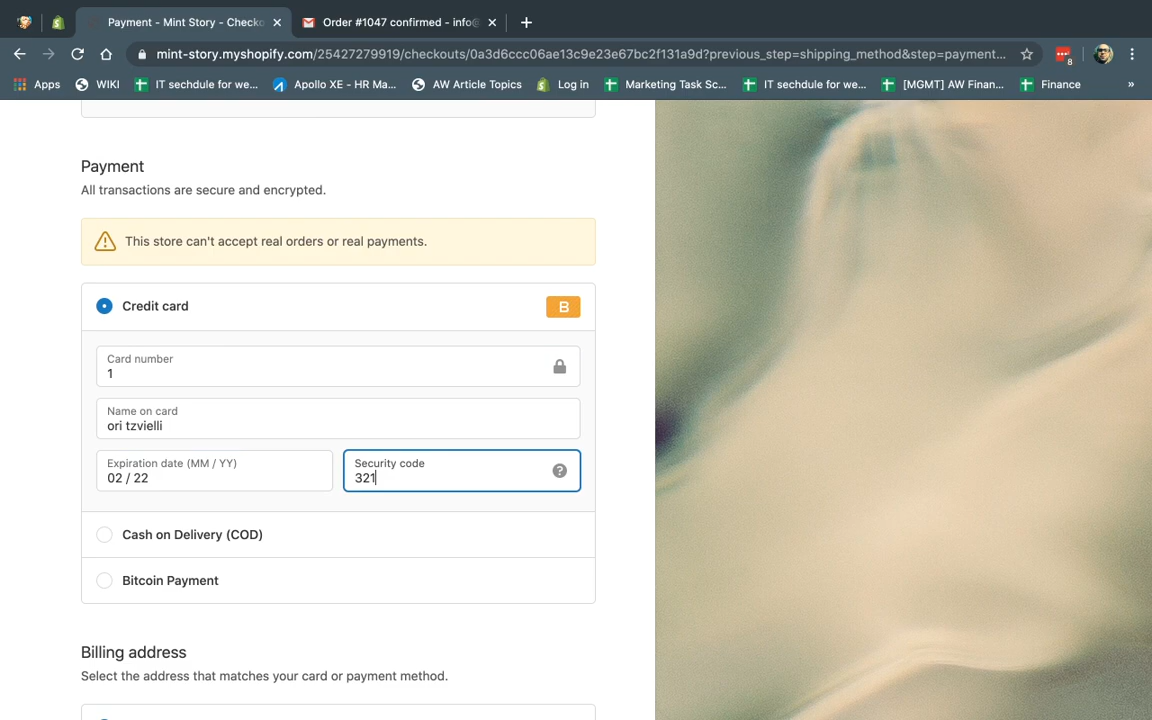 Payment - Mint Story - Checko
Order #1047 confirmed - info@
mint-story.myshopify.com/25427279919/checkouts/0a3d6ccc06ae13c9e23e67bc2f131a9d?previous_step=shipping_method&step=payment...
8
Apps WIKI IT sechdule for we... Apollo XE - HR Ma... AW Article Topics Log in Marketing Task Sc... IT sechdule for we... [MGMT] AW Finan... Finance »
Payment
All transactions are secure and encrypted.
This store can't accept real orders or real payments.
Credit card B
Card number
1
Name on card
ori tzvielli
Expiration date (MM / YY) Security code
02 / 22 321
Cash on Delivery (COD)
Bitcoin Payment
Billing address
Select the address that matches your card or payment method.